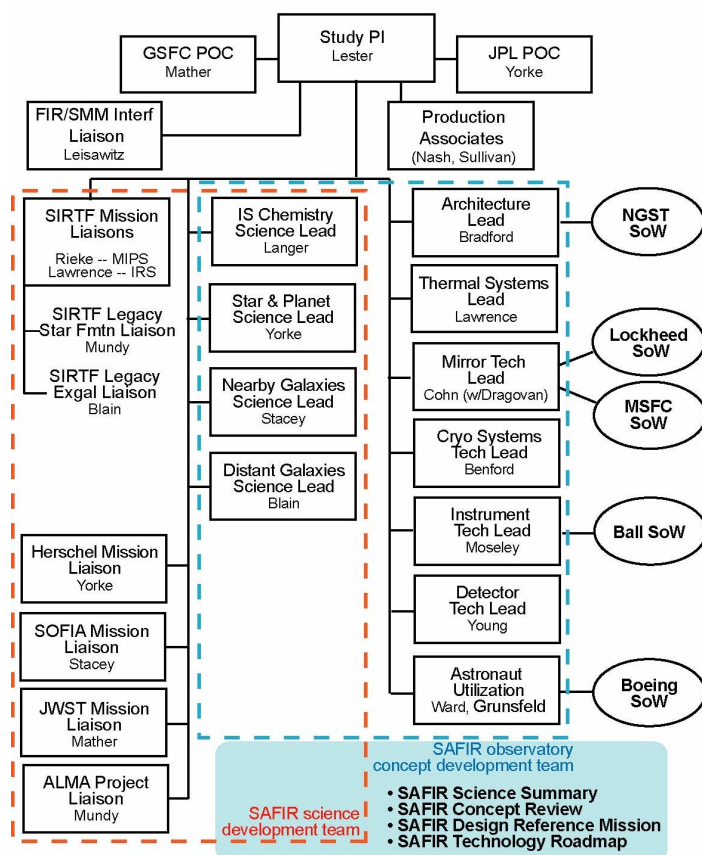 Study PI
Lester
GSFC POC
Mather
JPL POC
Yorke
FIR/SMM Interf
Liaison
Leisawitz
Production
Associates
(Nash, Sullivan)
SIRTF Mission
Liaisons
Rieke -- MIPS
Lawrence -- IRS
SIRTF Legacy
Star Fmtn Liaison
Mundy
SIRTF Legacy
Exgal Liaison
Blain
Herschel Mission
Liaison
Yorke
SOFIA Mission
Liaison
Stacey
JWST Mission
Liaison
Mather
ALMA Project
Liaison
Mundy
IS Chemistry
Science Lead
Langer
Star & Planet
Science Lead
Yorke
Nearby Galaxies
Science Lead
Stacey
Distant Galaxies
Science Lead
Blain
Architecture
Lead
Bradford
Thermal Systems
Lead
Lawrence
Mirror Tech
Lead
Cohn (w/Dragovan)
Cryo Systems
Tech Lead
Benford
Instrument
Tech Lead
Moseley
Detector
Tech Lead
Young
Astronaut
Utilization
Ward, Grunsfeld
NGST
SoW
Lockheed
SoW
MSFC
SoW
Ball SoW
Boeing
SoW
SAFIR science
development team
SAFIR observatory
concept development team
• SAFIR Science Summary
• SAFIR Concept Review
• SAFIR Design Reference Mission
• SAFIR Technology Roadmap